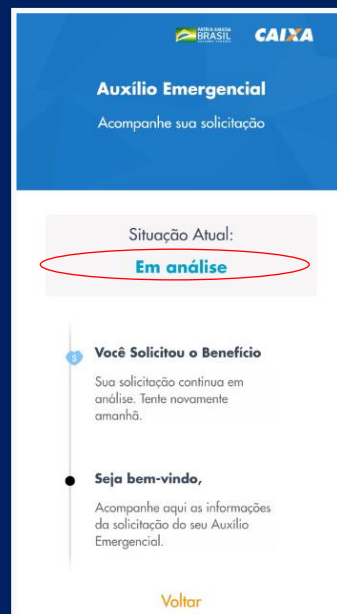 PÁTRIA AMADA
BRASIL
CAIXA
Auxílio Emergencial
Acompanhe sua solicitação
Situação Atual:
Em análise
Você Solicitou o Benefício
Sua solicitação continua em
análise. Tente novamente
amanhã.
Seja bem-vindo,
Acompanhe aqui as informações
da solicitação do seu Auxílio
Emergencial.
Voltar